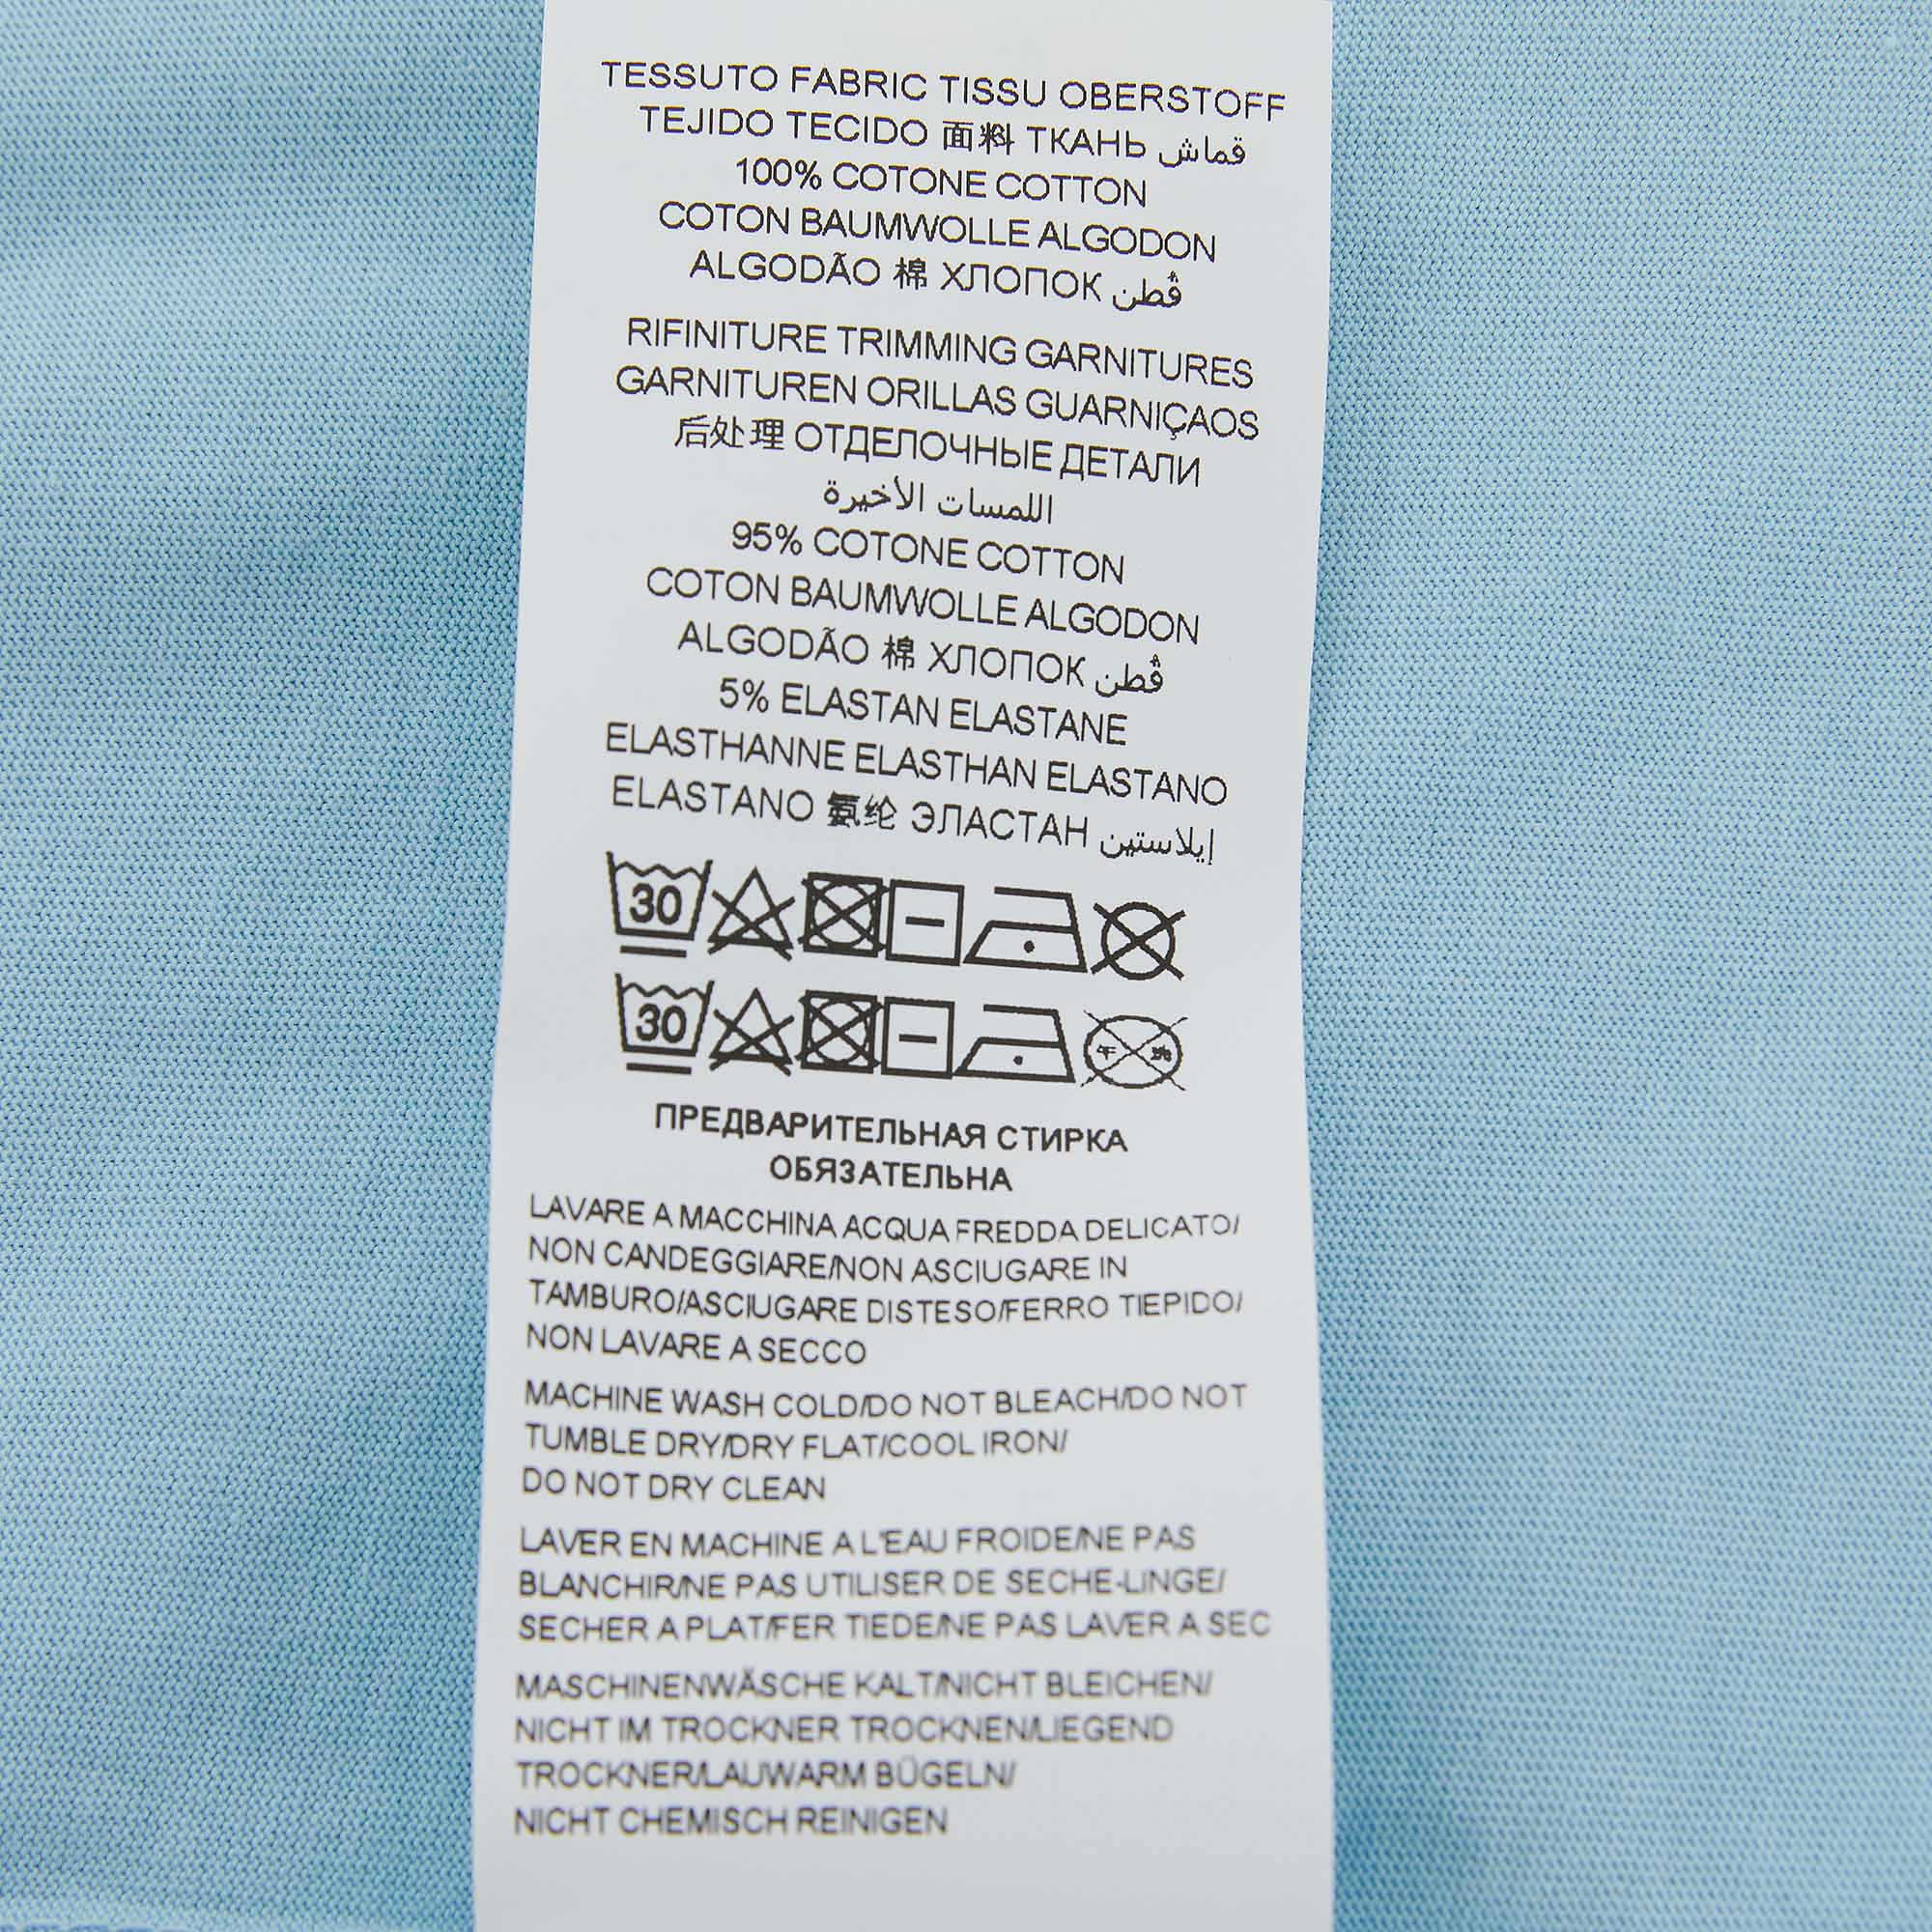 TESSUTO FABRIC TISSU OBERSTOFF
TEJIDO TECIDO 面料 ТКАНЬ قماش
100% COTONE COTTON
COTON BAUMWOLLE ALGODON
ALGODÃO 棉 ХЛОПОК قطن
RIFINITURE TRIMMING GARNITURES
GARNITUREN ORILLAS GUARNIÇAOS
后处理 ОТДЕЛОЧНЫЕ ДЕТАЛИ
اللمسات الأخيرة
95% COTONE COTTON
COTON BAUMWOLLE ALGODON
ALGODÃO 棉 ХЛОПОК قطن
5% ELASTAN ELASTANE
ELASTHANNE ELASTHAN ELASTANO
ELASTANO 氨纶 ЭЛАСТАН إيلاستين
30
30
ПРЕДВАРИТЕЛЬНАЯ СТИРКА
ОБЯЗАТЕЛЬНА
LAVARE A MACCHINA ACQUA FREDDA DELICATO/
NON CANDEGGIARE/NON ASCIUGARE IN
TAMBURO/ASCIUGARE DISTESO/FERRO TIEPIDO/
NON LAVARE A SECCO
MACHINE WASH COLD/DO NOT BLEACH/DO NOT
TUMBLE DRY/DRY FLAT/COOL IRON/
DO NOT DRY CLEAN
LAVER EN MACHINE A L'EAU FROIDE/NE PAS
BLANCHIR/NE PAS UTILISER DE SECHE-LINGE/
SECHER A PLAT/FER TIEDE/NE PAS LAVER A SEC
MASCHINENWÄSCHE KALT/NICHT BLEICHEN/
NICHT IM TROCKNER TROCKNEN/LIEGEND
TROCKNER/LAUWARM BÜGELN/
NICHT CHEMISCH REINIGEN